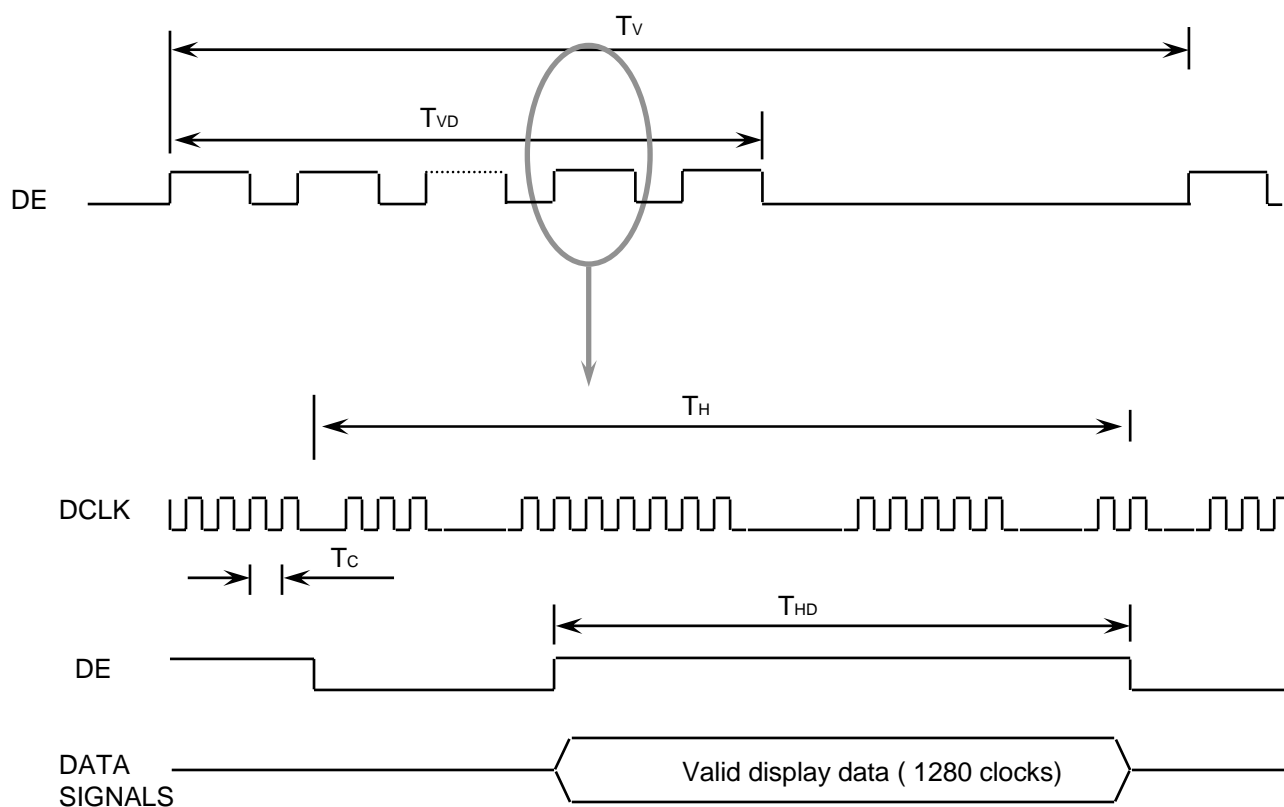 TV
TVD
DE
TH
DCLK
TC
THD
DE
DATA
SIGNALS
Valid display data ( 1280 clocks)